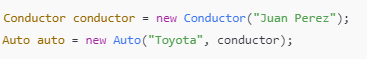 Conductor conductor = new Conductor("Juan Perez");
Auto auto = new Auto("Toyota", conductor);